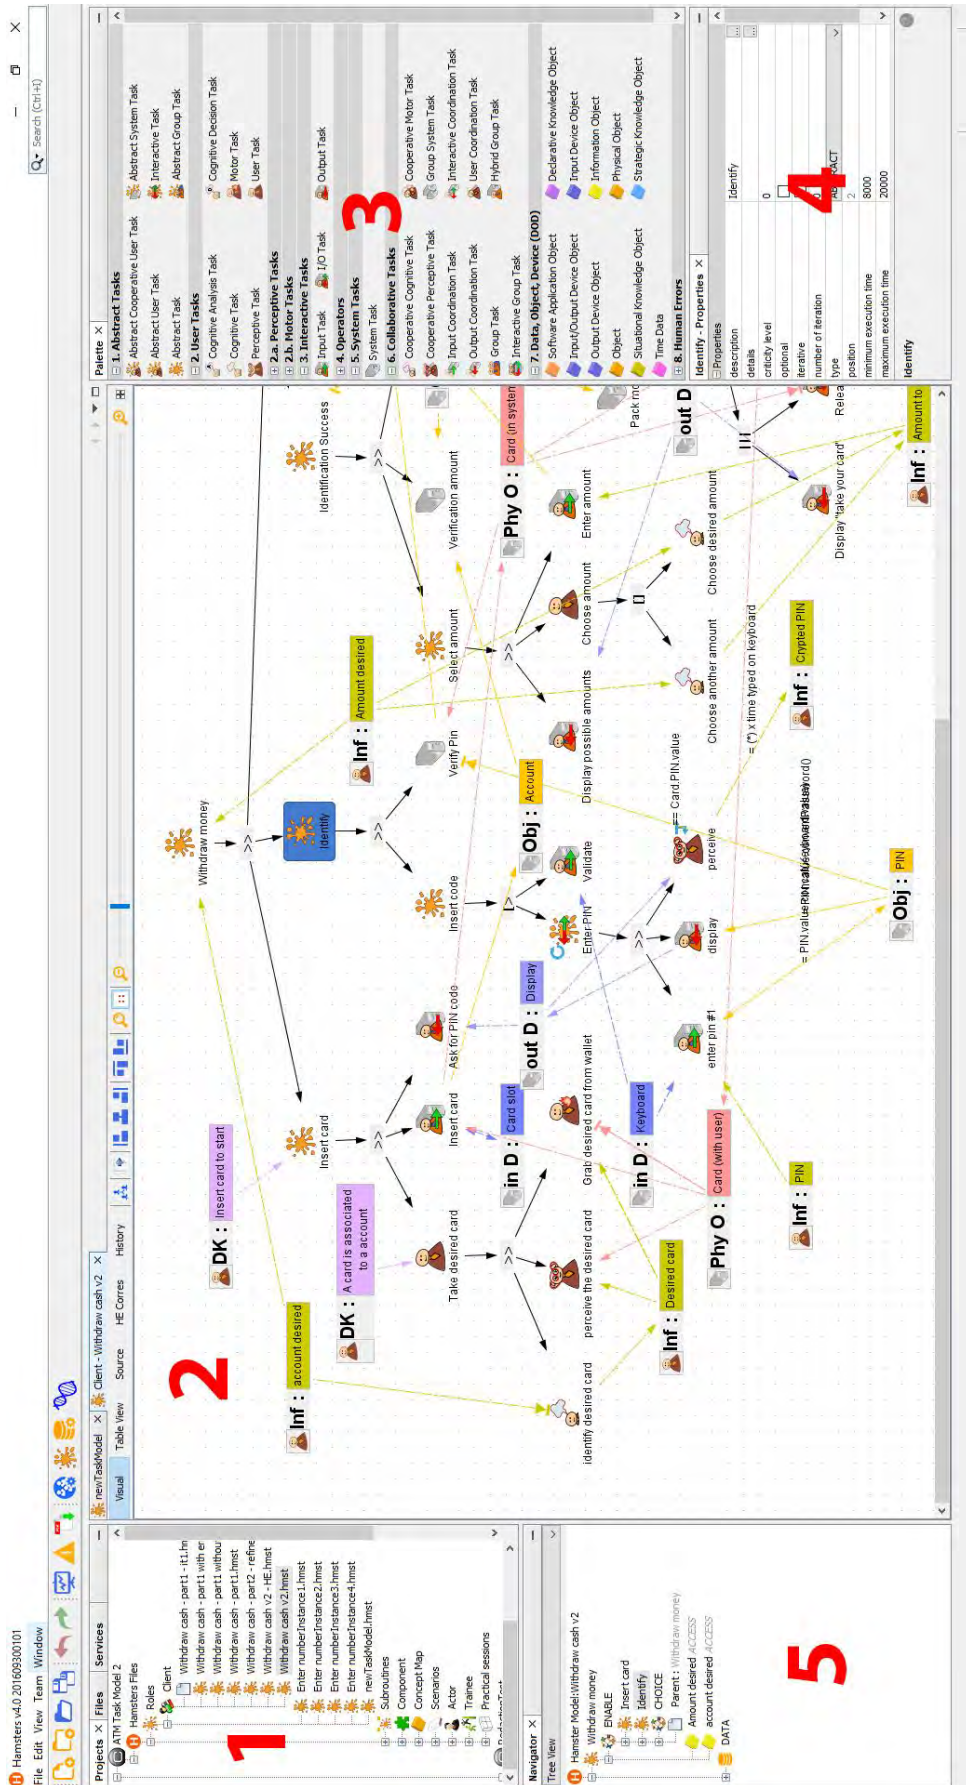 Hamsters v4.0 201609300101
File Edit View Team Window
Search (Ctrl+I)
Projects × Files Services
ATM Task Model 2
Hamsters Files
Roles
Client
Withdraw cash - part1 - it1.hn
Withdraw cash - part1 with er
Withdraw cash - part1 withou
Withdraw cash - part1.hmst
Withdraw cash - part2 - refine
Withdraw cash v2 - HE.hmst
Withdraw cash v2.hmst
Enter numberInstance1.hmst
Enter numberInstance2.hmst
Enter numberInstance3.hmst
Enter numberInstance4.hmst
newTaskModel.hmst
Subroutines
Component
Concept Map
Scenarios
Actor
Trainee
Practical sessions
1
Navigator ×
Tree View
Hamster Model:Withdraw cash v2
Withdraw money
ENABLE
Insert card
Identify
CHOICE
Parent : Withdraw money
Amount desired ACCESS
account desired ACCESS
DATA
5
newTaskModel × Client - Withdraw cash v2 ×
Visual Table View Source HE Corres History
2
Withdraw money
>>
DK : Insert card to start
Inf : account desired
Insert card
Identify
Identification Success
>>
>>
>>
DK : A card is associated
to a account
Inf : Amount desired
Take desired card
Insert card
Ask for PIN code
Insert code
Verify Pin
Select amount
Verification amount
>>
[>
>>
in D : Card slot
out D : Display
Obj : Account
Phy O : Card (in system
identify desired card
perceive the desired card
Grab desired card from wallet
Enter PIN
Validate
Display possible amounts
Choose amount
Enter amount
Pack mo
>>
[]
Inf : Desired card
in D : Keyboard
out D
== Card.PIN.value
Phy O : Card (with user)
enter pin #1
display
perceive
Choose another amount
Choose desired amount
|||
= (*) x time typed on keyboard
Inf : PIN
Inf : Crypted PIN
Display "take your card"
Relea
Obj : PIN
Inf : Amount to
Palette ×
1. Abstract Tasks
Abstract Cooperative User Task Abstract System Task
Abstract User Task Interactive Task
Abstract Task Abstract Group Task
2. User Tasks
Cognitive Analysis Task Cognitive Decision Task
Cognitive Task Motor Task
Perceptive Task User Task
2.a. Perceptive Tasks
2.b. Motor Tasks
3. Interactive Tasks
Input Task I/O Task Output Task
4. Operators
5. System Tasks
System Task
6. Collaborative Tasks
Cooperative Cognitive Task Cooperative Motor Task
Cooperative Perceptive Task Group System Task
Input Coordination Task Interactive Coordination Task
Output Coordination Task User Coordination Task
Group Task Hybrid Group Task
Interactive Group Task
7. Data, Object, Device (DOD)
Software Application Object Declarative Knowledge Object
Input/Output Device Object Input Device Object
Output Device Object Information Object
Object Physical Object
Situational Knowledge Object Strategic Knowledge Object
Time Data
8. Human Errors
3
Identify - Properties ×
Properties
description Identify
details
criticity level 0
optional
iterative
number of iteration 0
type ABSTRACT
position 2
minimum execution time 8000
maximum execution time 20000
Identify
4